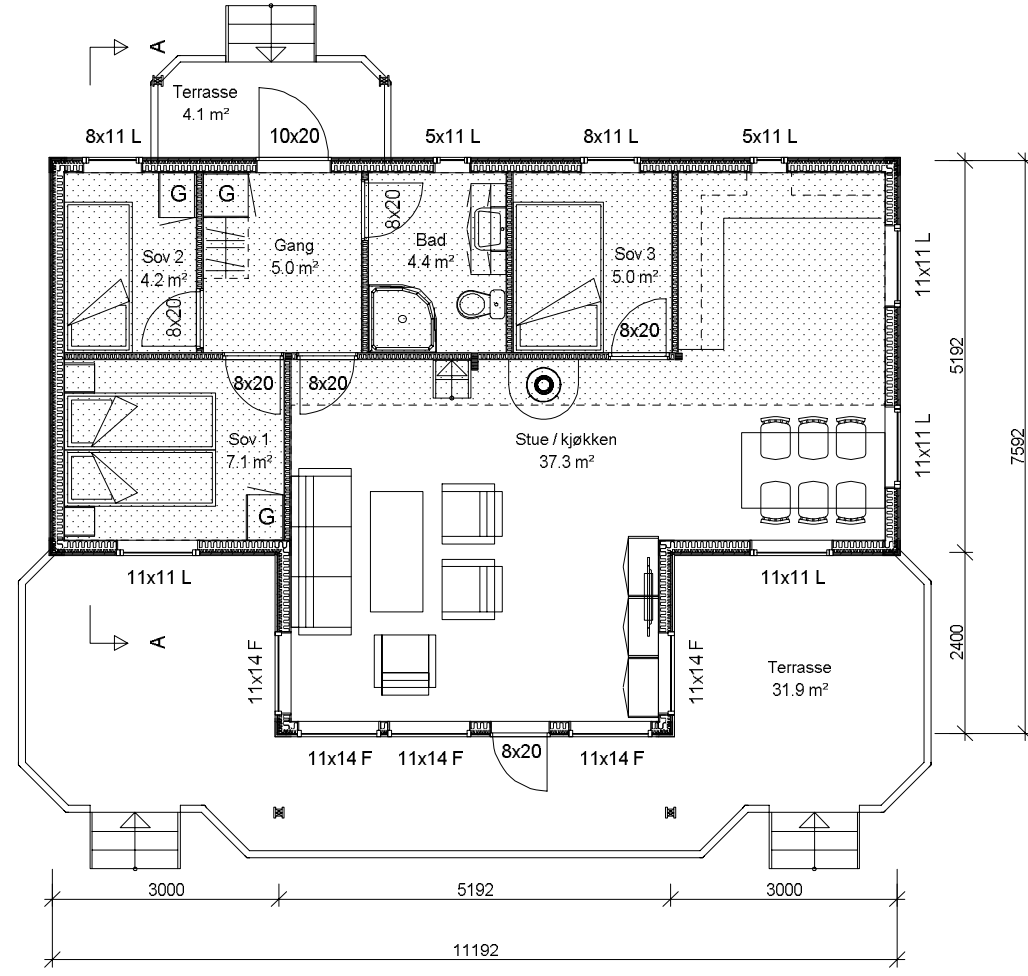 A
Terrasse
4.1 m²
8x11 L
10x20
5x11 L
8x11 L
5x11 L
G
G
8x20
Sov 2
4.2 m²
Gang
5.0 m²
Bad
4.4 m²
Sov 3
5.0 m²
11x11 L
8x20
8x20
5192
8x20
8x20
Sov 1
7.1 m²
Stue / kjøkken
37.3 m²
11x11 L
7592
G
11x11 L
11x11 L
A
11x14 F
11x14 F
Terrasse
31.9 m²
2400
11x14 F
11x14 F
8x20
11x14 F
3000
5192
3000
11192